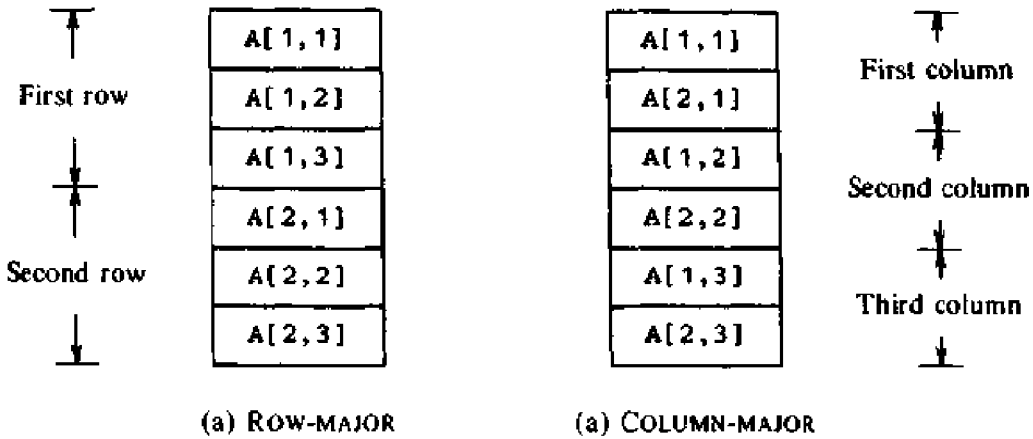 A[1,1]
A[1,2]
First row
A[1,3]
A[2,1]
Second row
A[2,2]
A[2,3]
(a) ROW-MAJOR
A[1,1]
First column
A[2,1]
A[1,2]
Second column
A[2,2]
A[1,3]
Third column
A[2,3]
(a) COLUMN-MAJOR